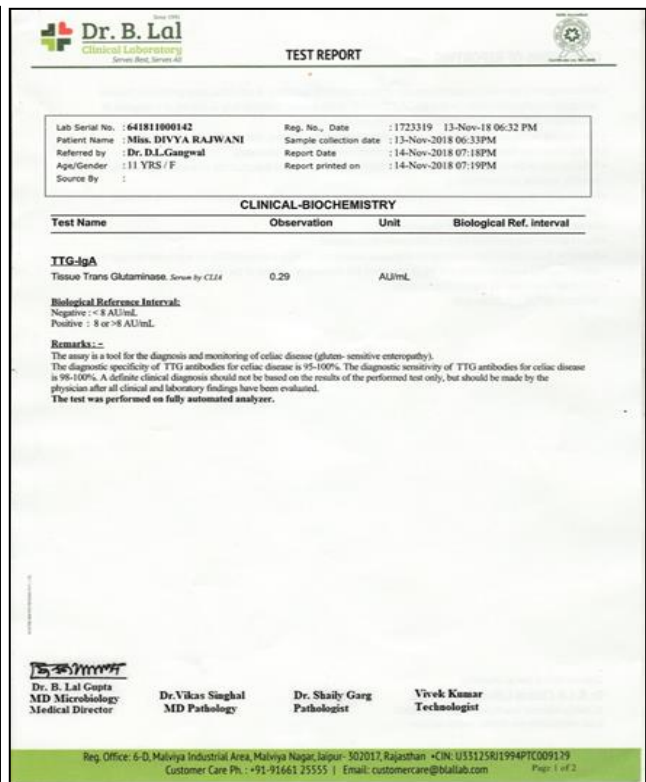 Since 1991
Dr. B. Lal
Clinical Laboratory
Serves Best, Serves All
TEST REPORT
Lab Serial No. : 641811000142 Reg. No., Date : 1723319 13-Nov-18 06:32 PM
Patient Name : Miss. DIVYA RAJWANI Sample collection date : 13-Nov-2018 06:33PM
Referred by : Dr. D.L.Gangwal Report Date : 14-Nov-2018 07:18PM
Age/Gender : 11 YRS / F Report printed on : 14-Nov-2018 07:19PM
Source By :
CLINICAL-BIOCHEMISTRY
Test Name Observation Unit Biological Ref. interval
TTG-IgA
Tissue Trans Glutaminase. Serum by CLIA 0.29 AU/mL
Biological Reference Interval:
Negative : < 8 AU/mL
Positive : 8 or >8 AU/mL
Remarks: –
The assay is a tool for the diagnosis and monitoring of celiac disease (gluten- sensitive enteropathy).
The diagnostic specificity of TTG antibodies for celiac disease is 95-100%. The diagnostic sensitivity of TTG antibodies for celiac disease
is 98-100%. A definite clinical diagnosis should not be based on the results of the performed test only, but should be made by the
physician after all clinical and laboratory findings have been evaluated.
The test was performed on fully automated analyzer.
Dr. B. Lal Gupta
MD Microbiology
Medical Director
Dr.Vikas Singhal
MD Pathology
Dr. Shaily Garg
Pathologist
Vivek Kumar
Technologist
Reg. Office: 6-D, Malviya Industrial Area, Malviya Nagar, Jaipur- 302017, Rajasthan •CIN: U33125RJ1994PTC009179
Customer Care Ph. : +91-91661 25555 | Email: customercare@blallab.com Page 1 of 2